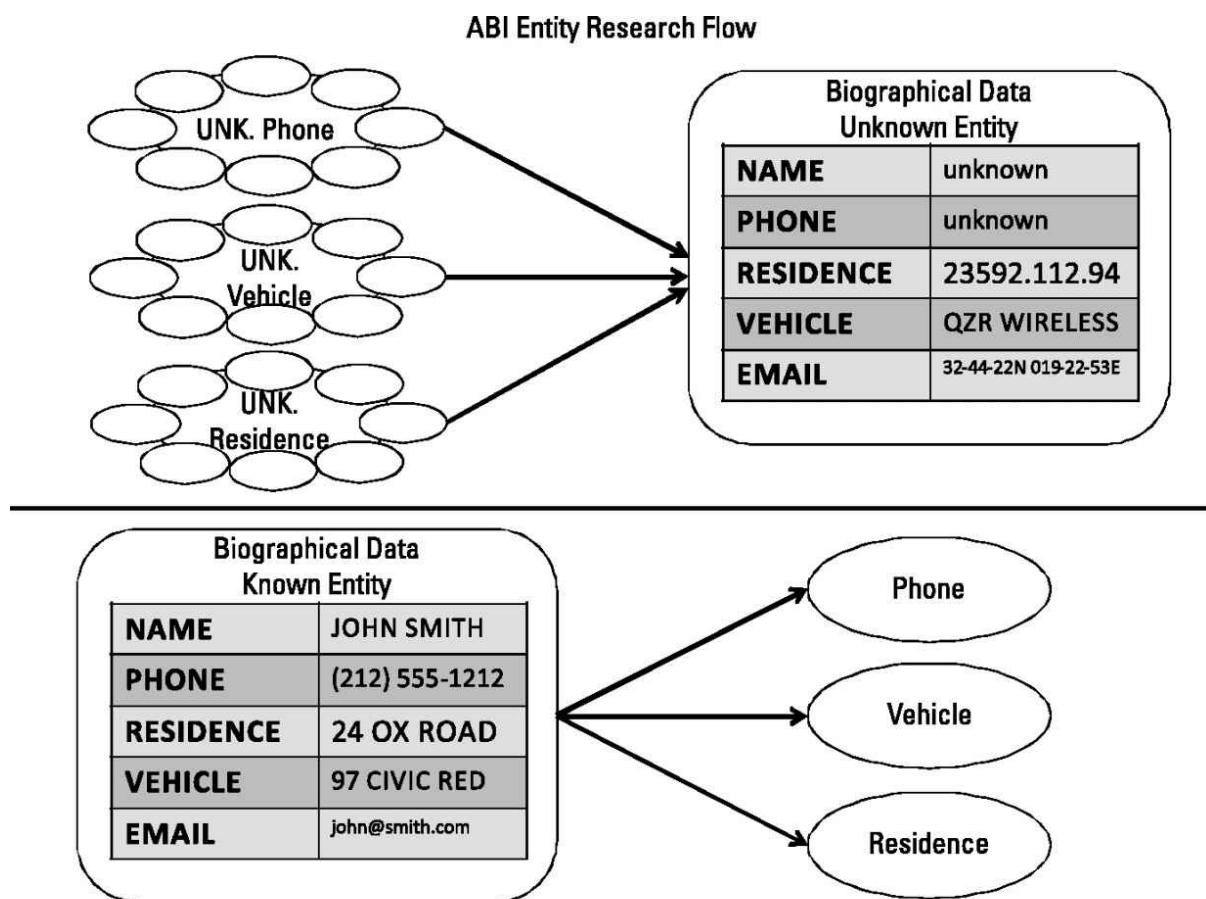 ABI Entity Research Flow
UNK. Phone
UNK.
Vehicle
UNK.
Residence
Biographical Data
Unknown Entity
NAME unknown
PHONE unknown
RESIDENCE 23592.112.94
VEHICLE QZR WIRELESS
EMAIL 32-44-22N 019-22-53E
Biographical Data
Known Entity
NAME JOHN SMITH
PHONE (212) 555-1212
RESIDENCE 24 OX ROAD
VEHICLE 97 CIVIC RED
EMAIL john@smith.com
Phone
Vehicle
Residence